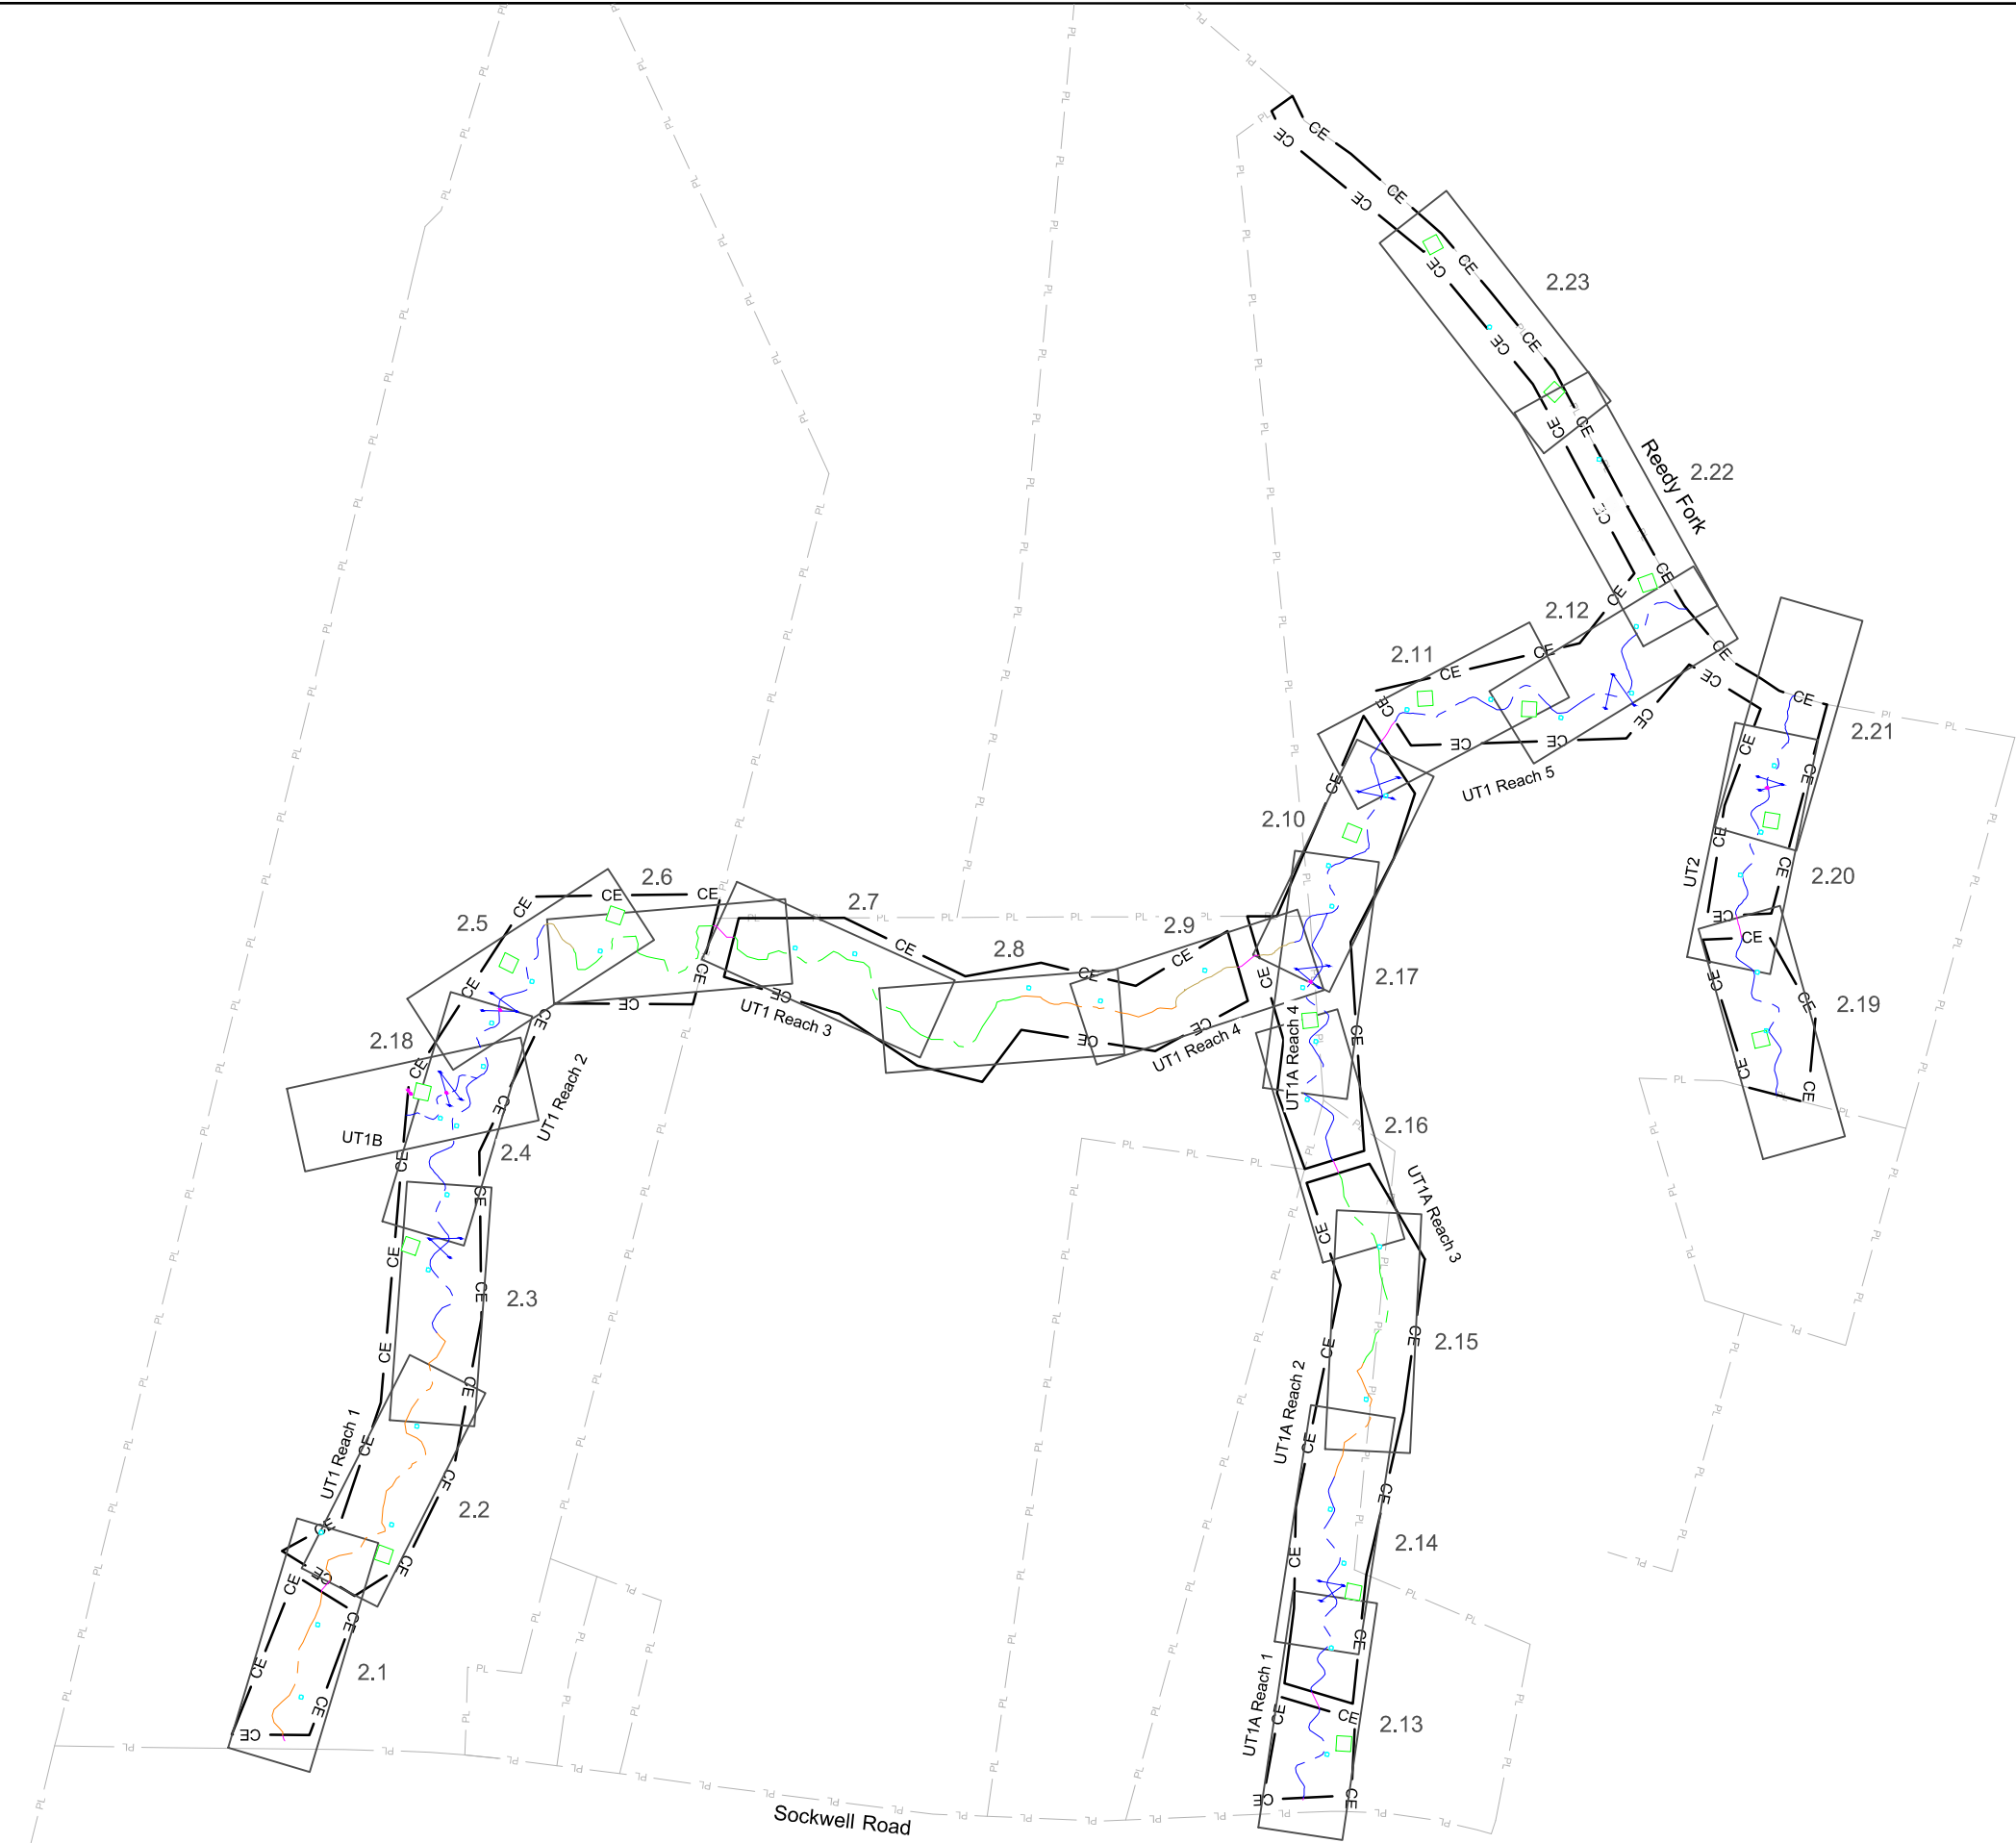 2.23
2.22
Reedy Fork
2.12
2.11
2.21
UT1 Reach 5
2.10
2.20
UT2
2.6
2.7
2.5
2.9
2.8
2.17
2.19
UT1 Reach 3
UT1 Reach 4
UT1A Reach 4
2.18
UT1 Reach 2
UT1B
2.4
2.16
UT1A Reach 3
2.3
2.15
UT1A Reach 2
UT1 Reach 1
2.2
2.14
2.1
UT1A Reach 1
2.13
Sockwell Road
CE
PL